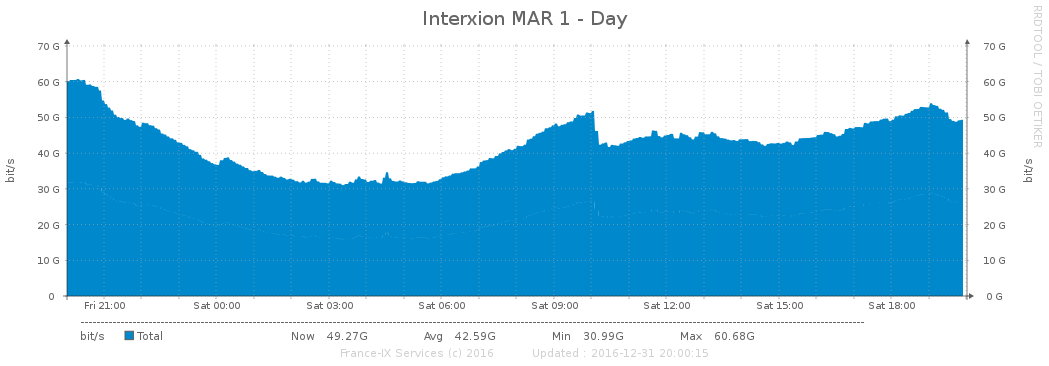 Interxion MAR 1 - Day
RRDTOOL / TOBI OETIKER
70 G 70 G
60 G 60 G
50 G 50 G
40 G 40 G
bit/s bit/s
30 G 30 G
20 G 20 G
10 G 10 G
0 0 G
Fri 21:00 Sat 00:00 Sat 03:00 Sat 06:00 Sat 09:00 Sat 12:00 Sat 15:00 Sat 18:00
bit/s Total Now 49.27G Avg 42.59G Min 30.99G Max 60.68G
France-IX Services (c) 2016 Updated : 2016-12-31 20:00:15